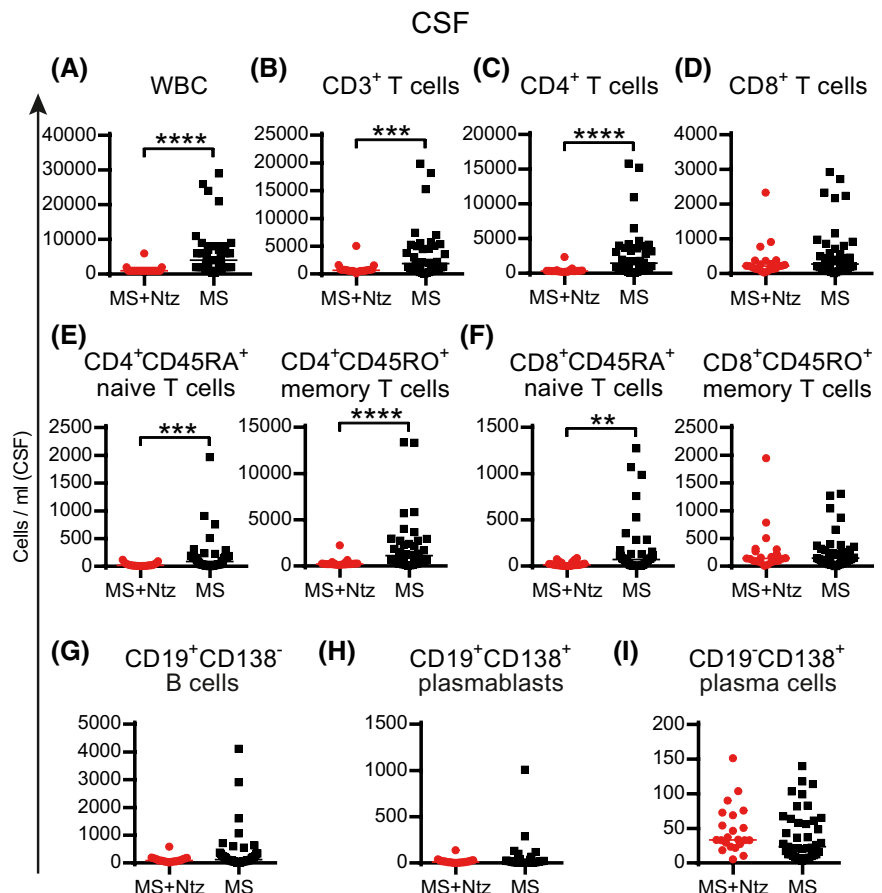 CSF
(A) (B) (C) (D)
WBC CD3⁺ T cells CD4⁺ T cells CD8⁺ T cells
40000 25000 20000 4000
**** *** ****
30000 20000 15000 3000
20000 15000 10000 2000
10000 10000 5000 1000
5000
0 0 0 0
MS+Ntz MS MS+Ntz MS MS+Ntz MS MS+Ntz MS
(E) (F)
CD4⁺CD45RA⁺ CD4⁺CD45RO⁺ CD8⁺CD45RA⁺ CD8⁺CD45RO⁺
naive T cells memory T cells naive T cells memory T cells
2500 15000 1500 2500
*** **** **
2000 2000
1500 10000 1000 1500
1000 5000 500 1000
500 500
0 0 0 0
MS+Ntz MS MS+Ntz MS MS+Ntz MS MS+Ntz MS
Cells / ml (CSF)
(G) (H) (I)
CD19⁺CD138⁻ CD19⁺CD138⁺ CD19⁻CD138⁺
B cells plasmablasts plasma cells
5000 1500 200
4000 150
3000 1000
2000 100
1000 500 50
0 0 0
MS+Ntz MS MS+Ntz MS MS+Ntz MS